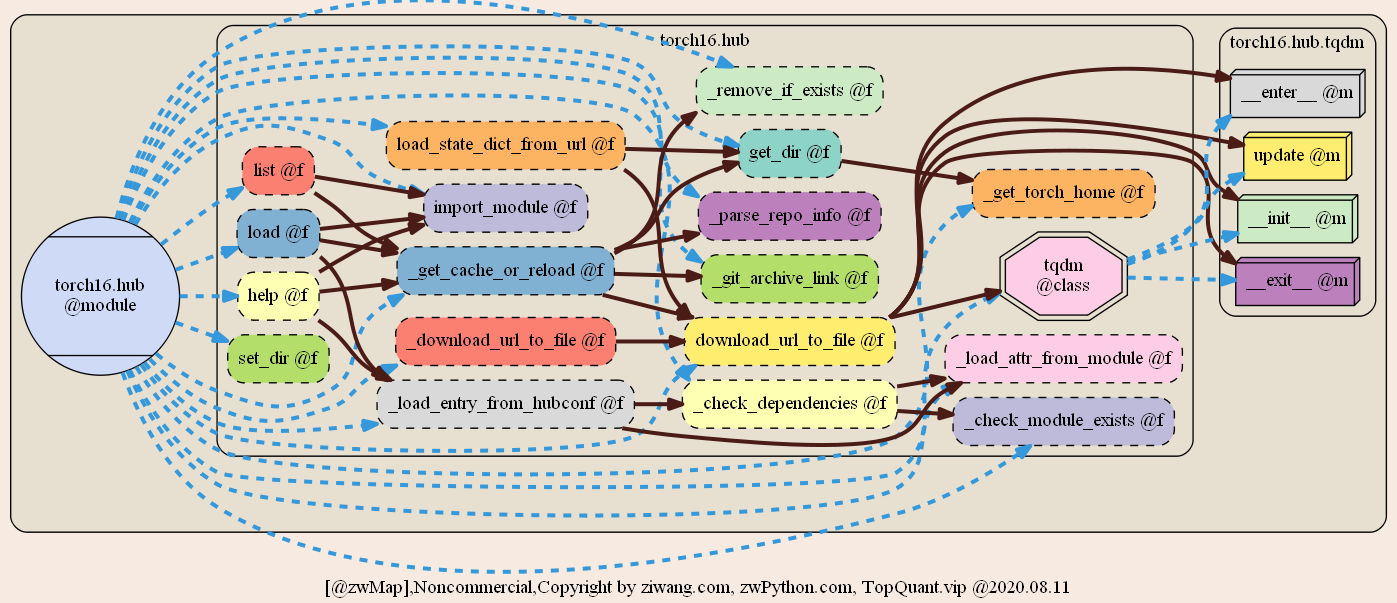 torch16.hub
torch16.hub.tqdm
_remove_if_exists @f
__enter__ @m
load_state_dict_from_url @f
get_dir @f
update @m
list @f
import_module @f
_get_torch_home @f
load @f
_parse_repo_info @f
__init__ @m
_get_cache_or_reload @f
_git_archive_link @f
tqdm
@class
__exit__ @m
torch16.hub
@module
help @f
_download_url_to_file @f
download_url_to_file @f
set_dir @f
_load_attr_from_module @f
_load_entry_from_hubconf @f
_check_dependencies @f
_check_module_exists @f
[@zwMap],Noncommercial,Copyright by ziwang.com, zwPython.com, TopQuant.vip @2020.08.11